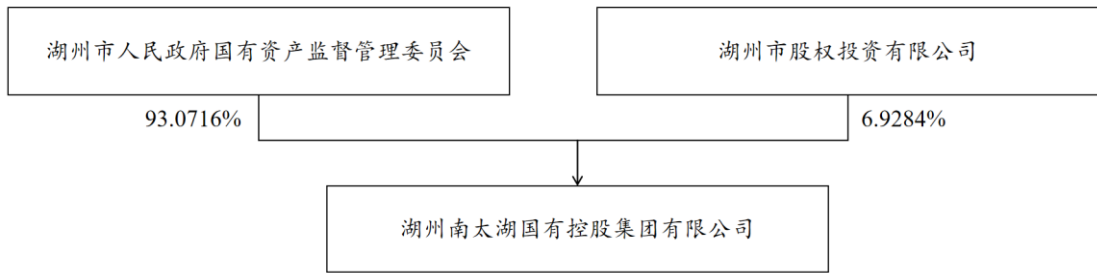 湖州市人民政府国有资产监督管理委员会
湖州市股权投资有限公司
93.0716%
6.9284%
湖州南太湖国有控股集团有限公司